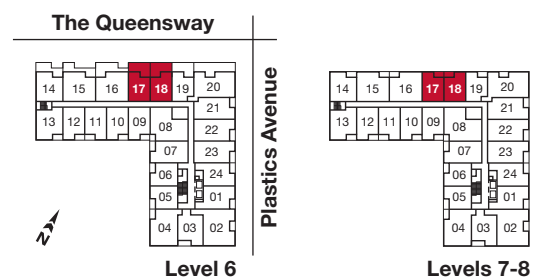 The Queensway
Plastics Avenue
14 15 16 17 18 19 20
21
13 12 11 10 09 08 22
07 23
06 24
05 01
04 03 02
N
Level 6
14 15 16 17 18 19 20
21
13 12 11 10 09 08 22
07 23
06 24
05 01
04 03 02
Levels 7-8